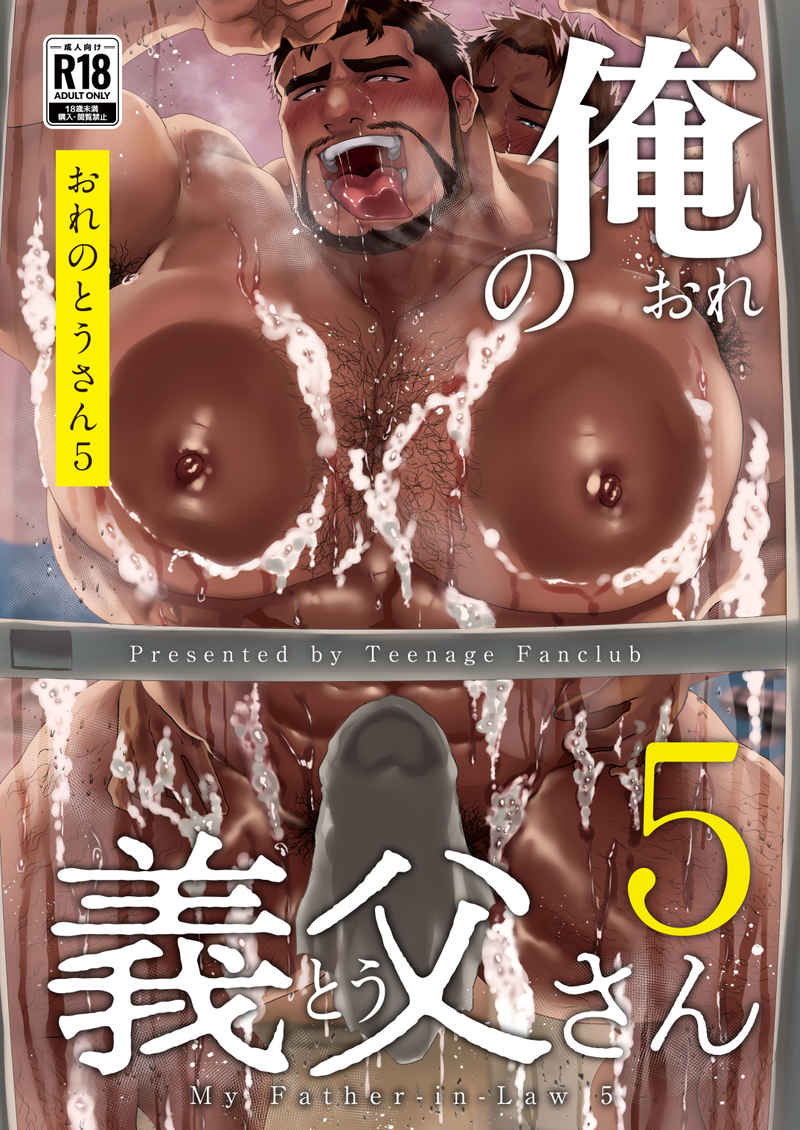 成人向け
R18
ADULT ONLY
18歳未満
購入・閲覧禁止
おれのとうさん5
俺の
おれ
Presented by Teenage Fanclub
5
義父さん
とう
My Father-in-Law 5